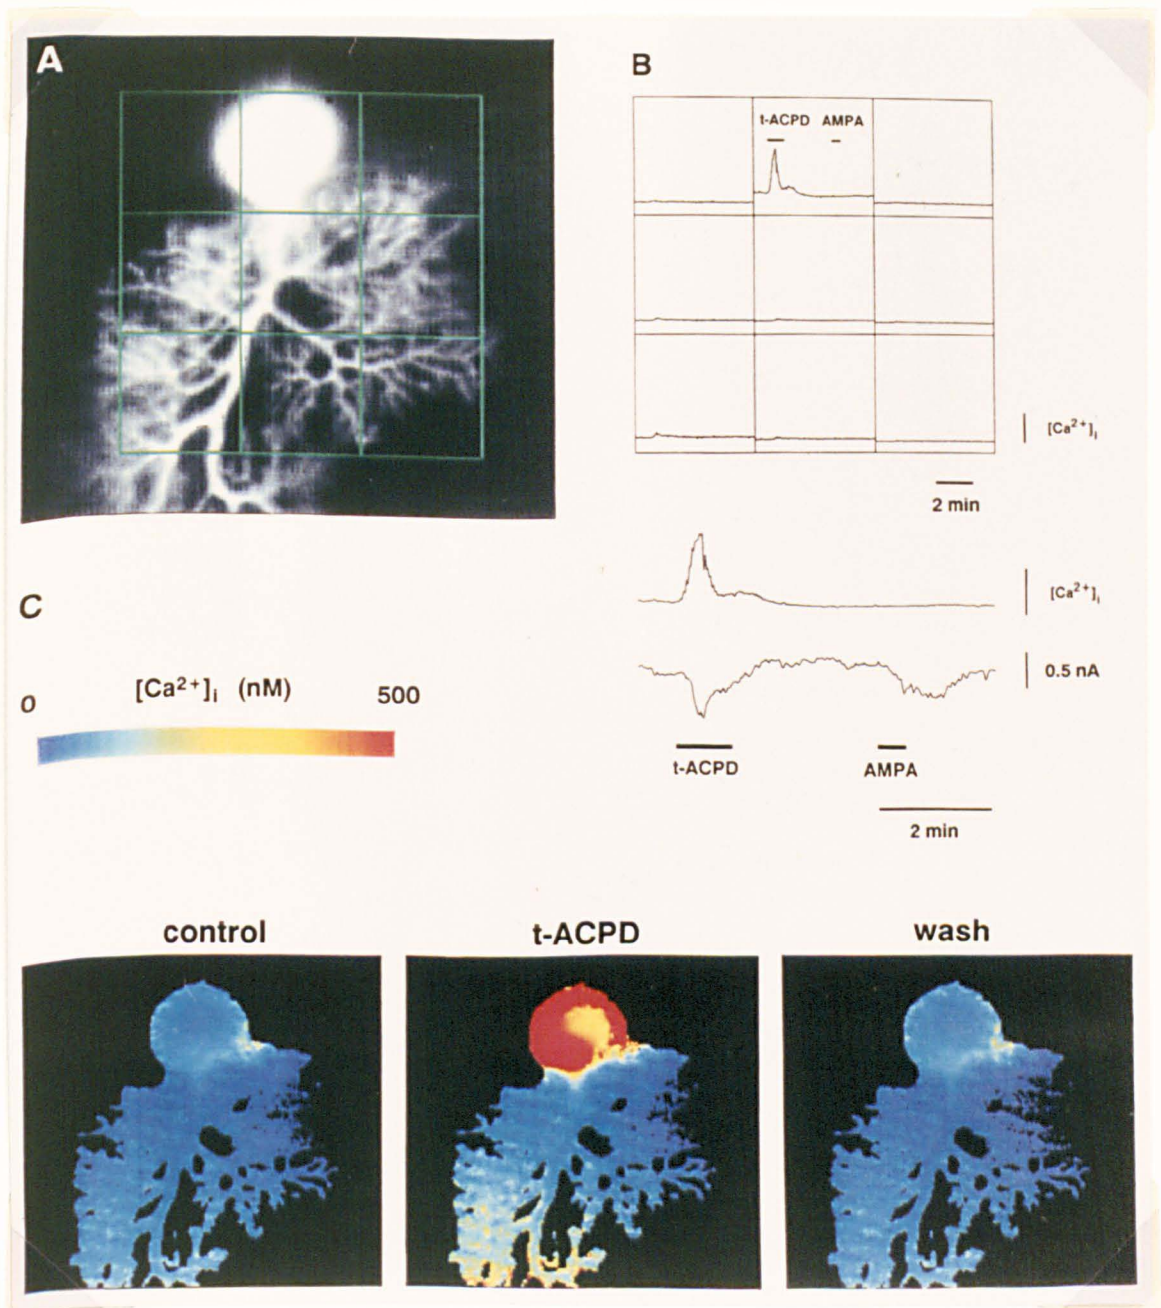 A
B
t-ACPD AMPA
[Ca²⁺]ᵢ
2 min
[Ca²⁺]ᵢ
0.5 nA
t-ACPD AMPA
2 min
C
0 [Ca²⁺]ᵢ (nM) 500
control t-ACPD wash